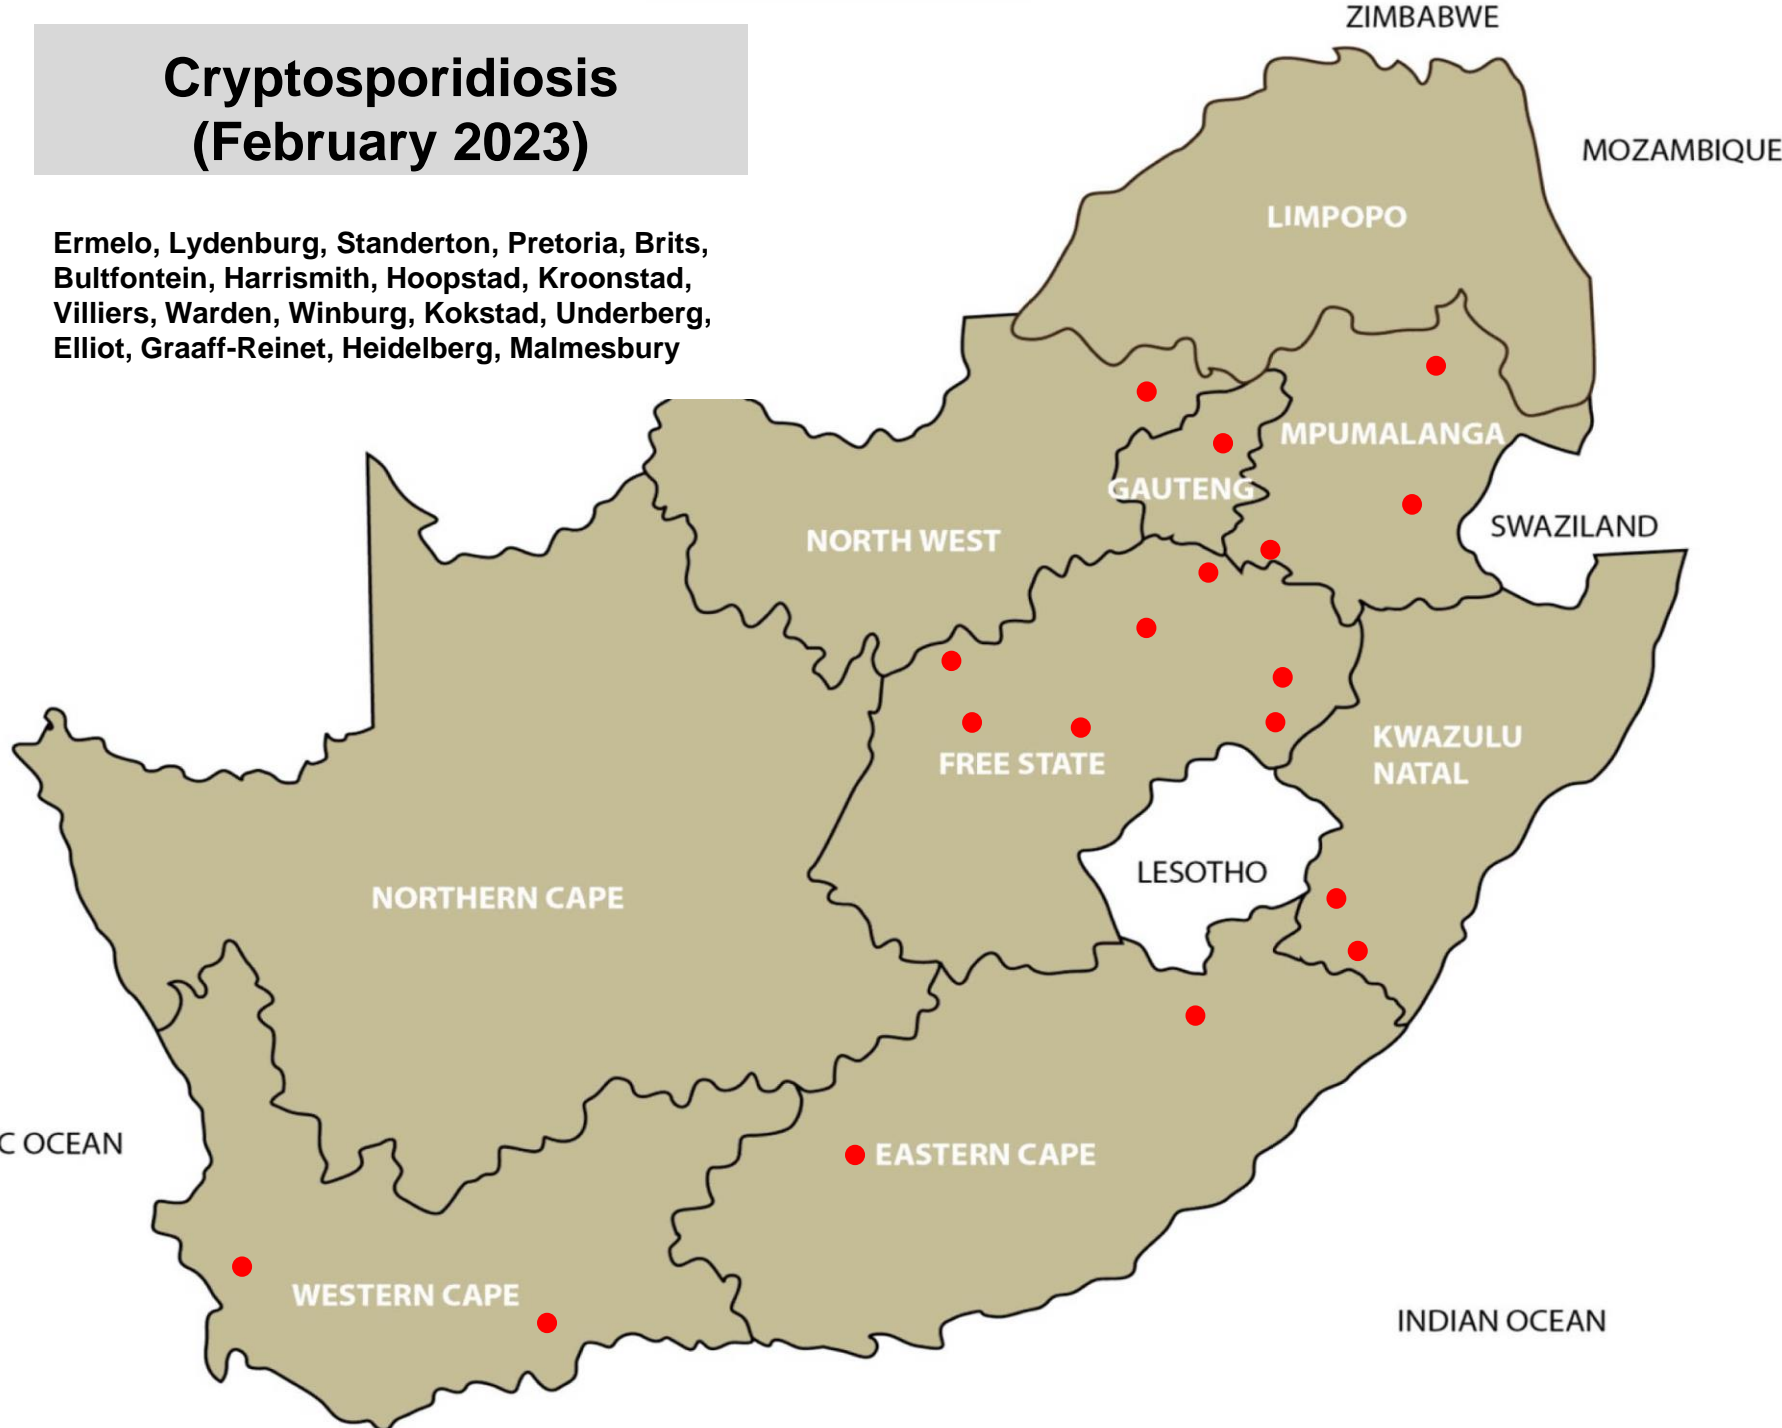 Cryptosporidiosis
(February 2023)
Ermelo, Lydenburg, Standerton, Pretoria, Brits,
Bultfontein, Harrismith, Hoopstad, Kroonstad,
Villiers, Warden, Winburg, Kokstad, Underberg,
Elliot, Graaff-Reinet, Heidelberg, Malmesbury
ZIMBABWE
MOZAMBIQUE
LIMPOPO
MPUMALANGA
GAUTENG
NORTH WEST
SWAZILAND
FREE STATE
KWAZULU
NATAL
LESOTHO
NORTHERN CAPE
C OCEAN
EASTERN CAPE
WESTERN CAPE
INDIAN OCEAN